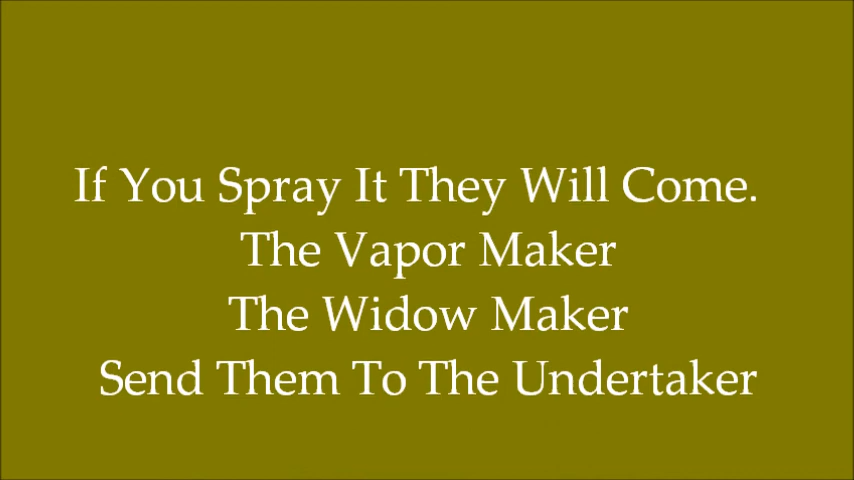 If You Spray It They Will Come.
The Vapor Maker
The Widow Maker
Send Them To The Undertaker